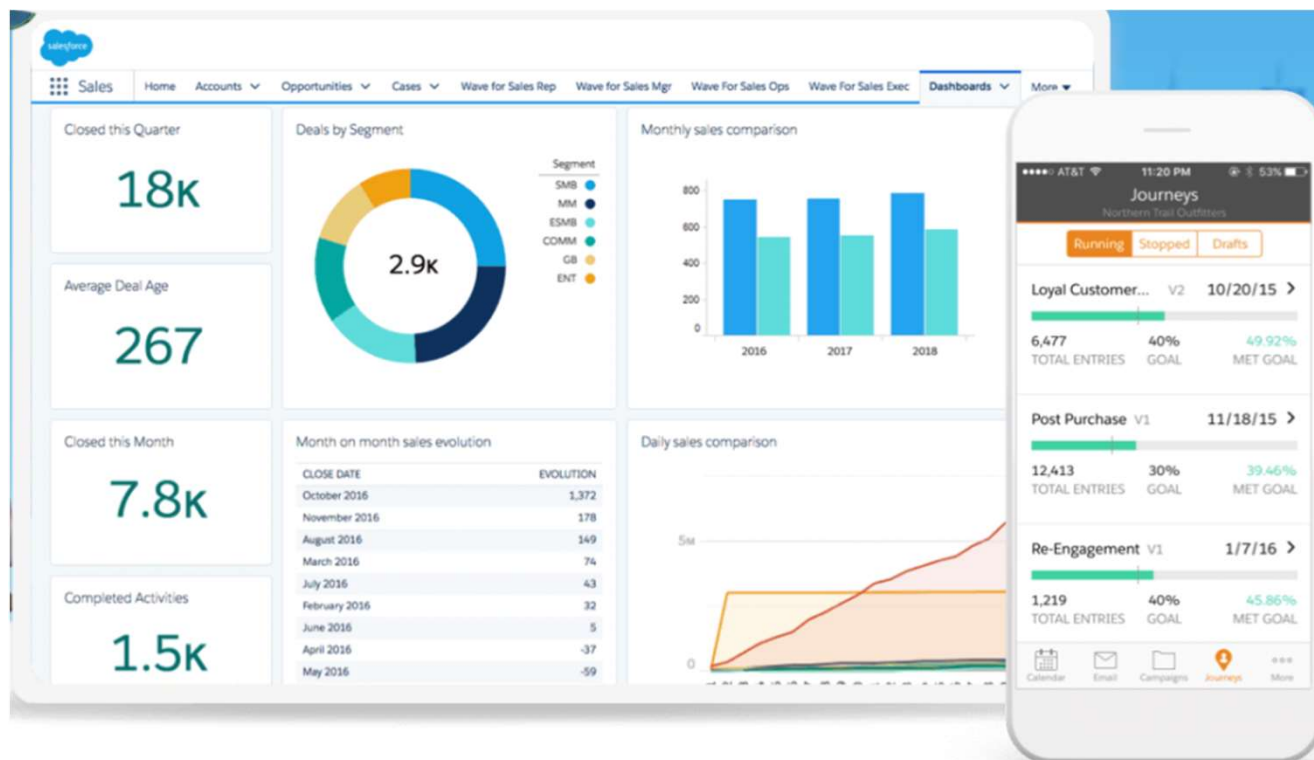 salesforce
Sales Home Accounts Opportunities Cases Wave for Sales Rep Wave for Sales Mgr Wave For Sales Ops Wave For Sales Exec Dashboards More
Closed this Quarter
18K
Average Deal Age
267
Closed this Month
7.8K
Completed Activities
1.5K
Deals by Segment
2.9K
Segment
SMB
MM
ESMB
COMM
GB
ENT
Monthly sales comparison
800
600
400
200
0
2016 2017 2018
Month on month sales evolution
CLOSE DATE EVOLUTION
October 2016 1,372
November 2016 178
August 2016 149
March 2016 74
July 2016 43
February 2016 32
June 2016 5
April 2016 -37
May 2016 -59
Daily sales comparison
5M
0
AT&T 11:20 PM 53%
Journeys
Northern Trail Outfitters
Running Stopped Drafts
Loyal Customer... V2 10/20/15
6,477 40% 49.92%
TOTAL ENTRIES GOAL MET GOAL
Post Purchase V1 11/18/15
12,413 30% 39.46%
TOTAL ENTRIES GOAL MET GOAL
Re-Engagement V1 1/7/16
1,219 40% 45.86%
TOTAL ENTRIES GOAL MET GOAL
Calendar Email Campaigns Journeys More